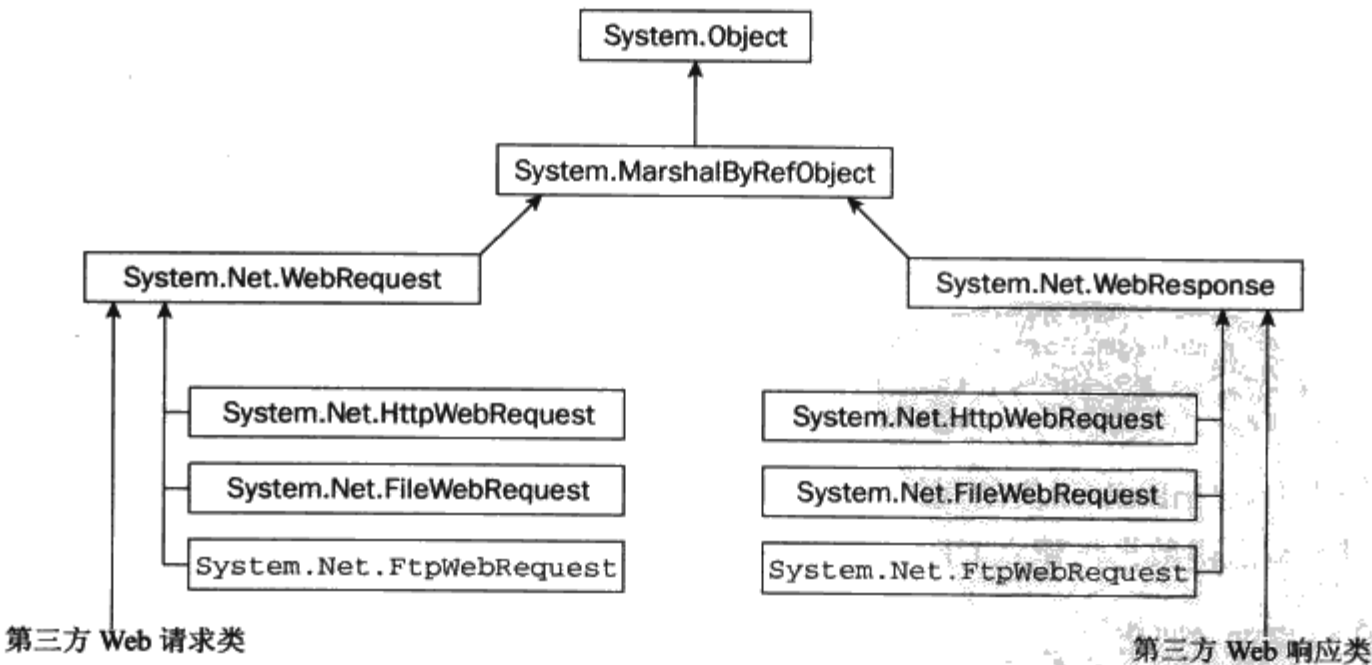 System.Object
System.MarshalByRefObject
System.Net.WebRequest
System.Net.WebResponse
System.Net.HttpWebRequest
System.Net.HttpWebRequest
System.Net.FileWebRequest
System.Net.FileWebRequest
System.Net.FtpWebRequest
System.Net.FtpWebRequest
第三方 Web 请求类
第三方 Web 响应类